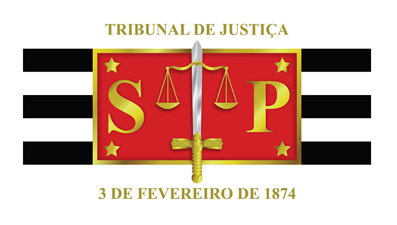 TRIBUNAL DE JUSTIÇA
S P
3 DE FEVEREIRO DE 1874